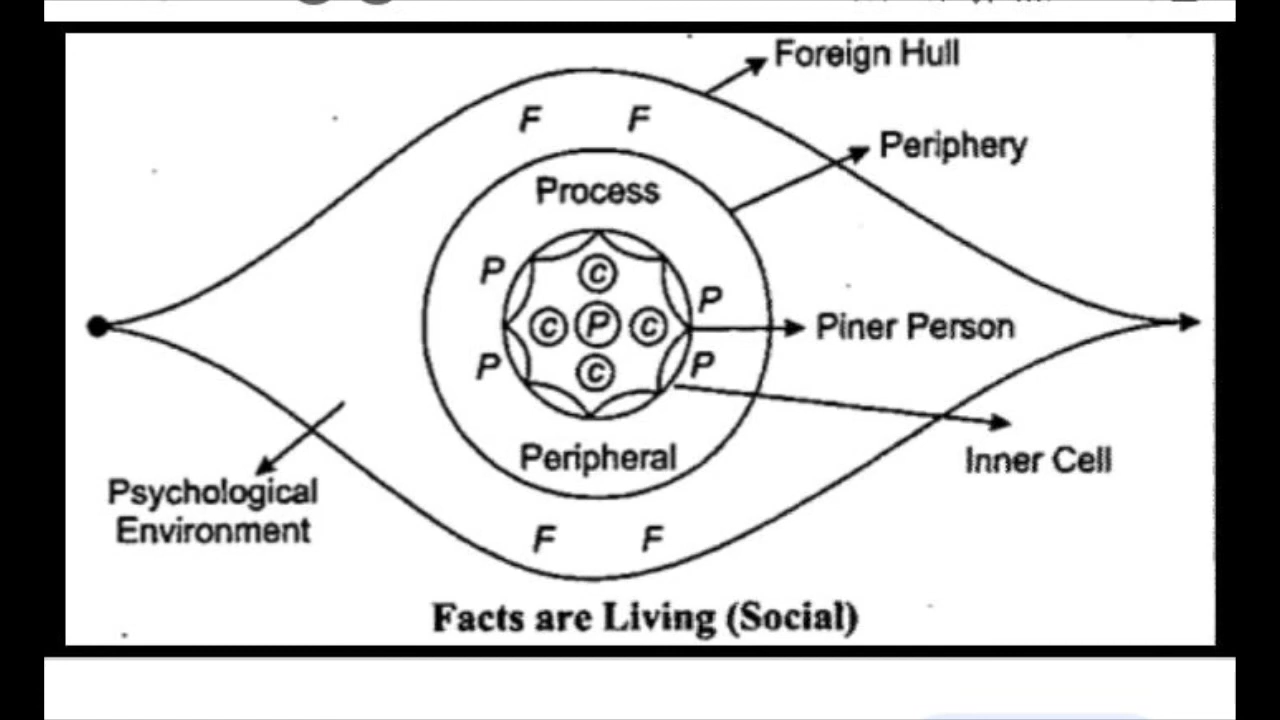 Foreign Hull
F F
Periphery
Process
P
C
P
C P C
Piner Person
P
C
P
Peripheral
Inner Cell
Psychological
Environment
F F
Facts are Living (Social)